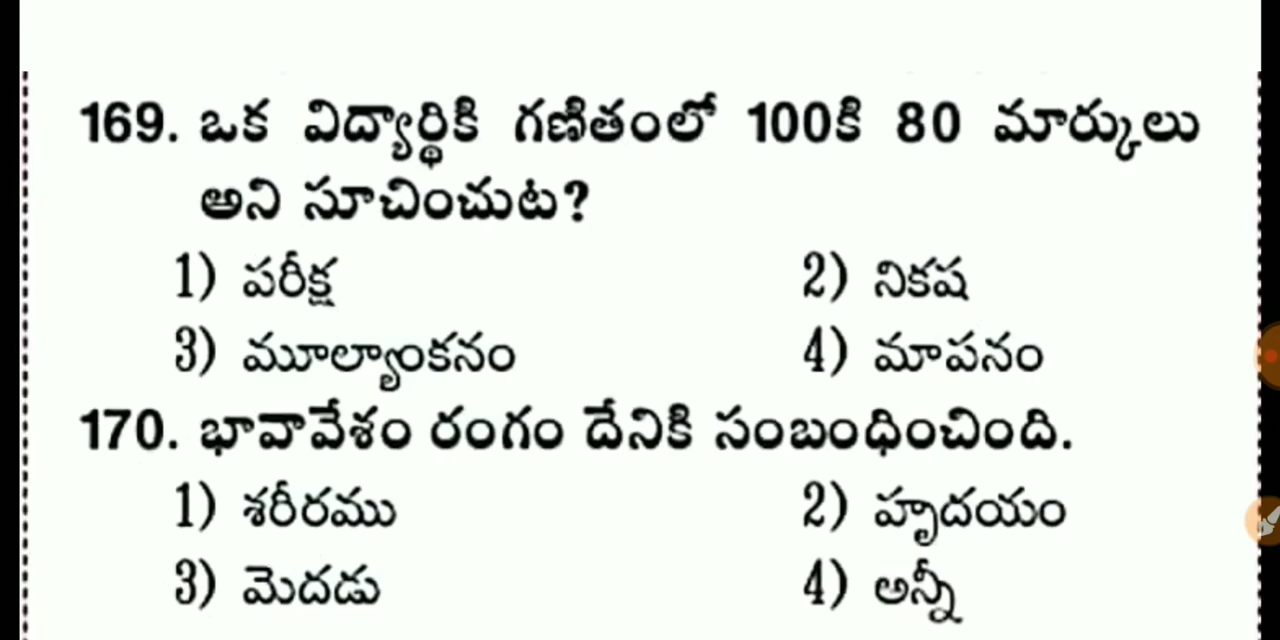 169. ఒక విద్యార్థికి గణితంలో 100కి 80 మార్కులు
అని సూచించుట?
1) పరీక్ష 2) నికష
3) మూల్యాంకనం 4) మాపనం
170. భావావేశం రంగం దేనికి సంబంధించింది.
1) శరీరము 2) హృదయం
3) మెదడు 4) అన్నీ